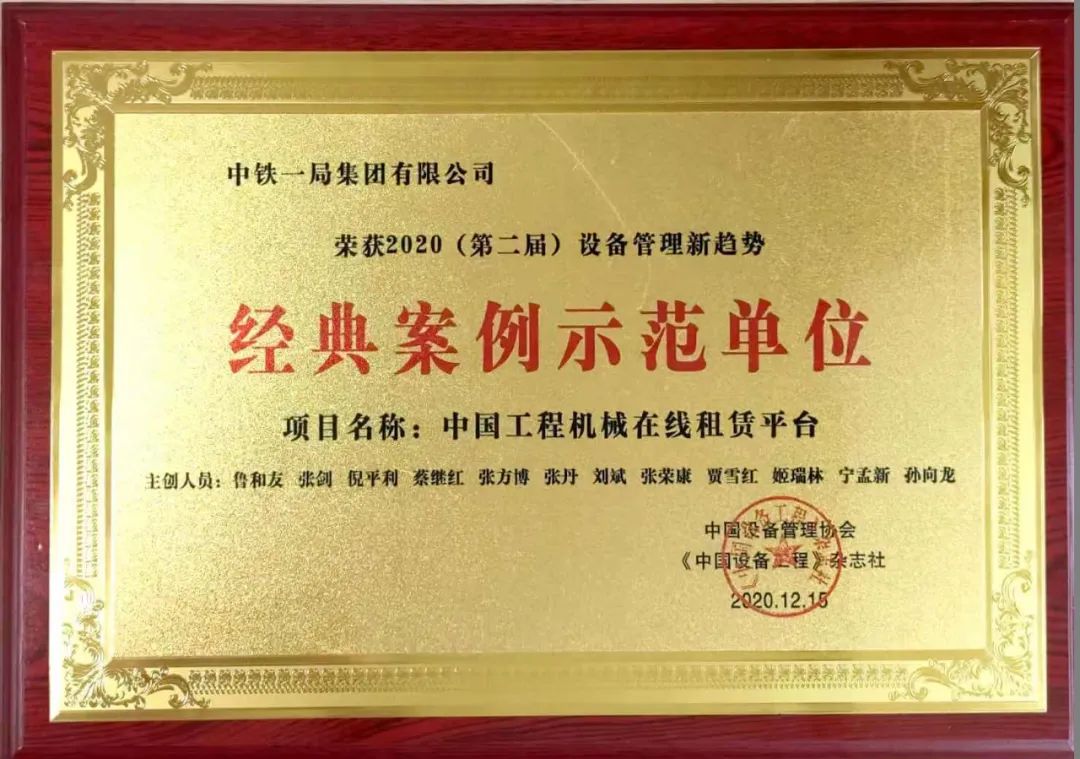 中铁一局集团有限公司
荣获2020（第二届）设备管理新趋势
经典案例示范单位
项目名称：中国工程机械在线租赁平台
主创人员：鲁和友 张剑 倪平利 蔡继红 张方博 张丹 刘斌 张荣康 贾雪红 姬瑞林 宁孟新 孙向龙
中国设备管理协会
《中国设备工程》杂志社
2020.12.15